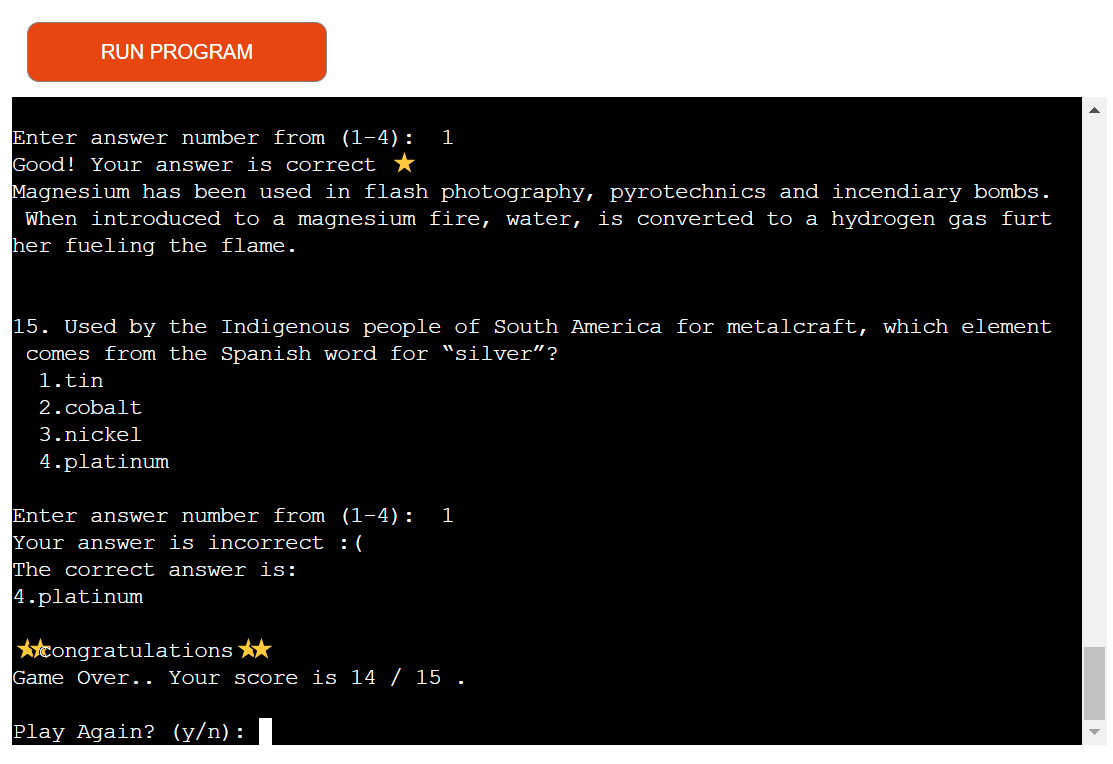 RUN PROGRAM
Enter answer number from (1-4):  1
Good! Your answer is correct ⭐
Magnesium has been used in flash photography, pyrotechnics and incendiary bombs.
 When introduced to a magnesium fire, water, is converted to a hydrogen gas furt
her fueling the flame.
15. Used by the Indigenous people of South America for metalcraft, which element
 comes from the Spanish word for “silver”?
  1.tin
  2.cobalt
  3.nickel
  4.platinum
Enter answer number from (1-4):  1
Your answer is incorrect :(
The correct answer is:
4.platinum
⭐⭐congratulations⭐⭐
Game Over.. Your score is 14 / 15 .
Play Again? (y/n):